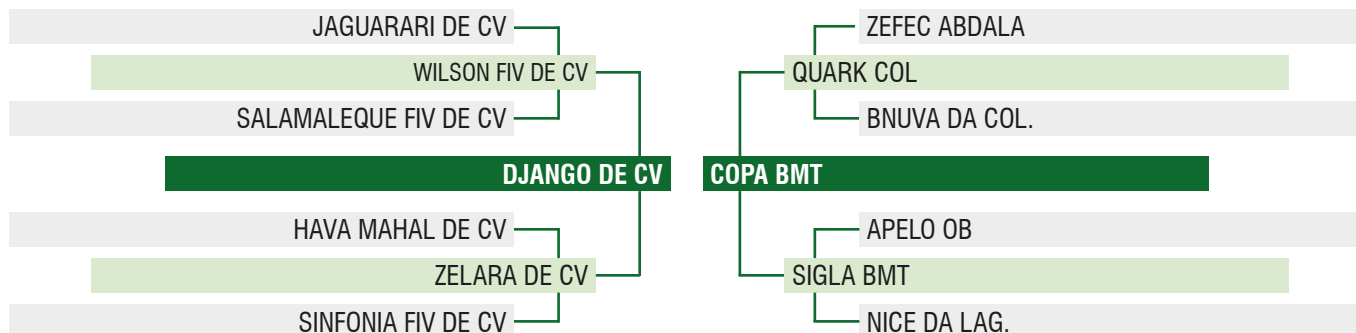 JAGUARARI DE CV
WILSON FIV DE CV
SALAMALEQUE FIV DE CV
DJANGO DE CV
HAVA MAHAL DE CV
ZELARA DE CV
SINFONIA FIV DE CV
ZEFEC ABDALA
QUARK COL
BNUVA DA COL.
COPA BMT
APELO OB
SIGLA BMT
NICE DA LAG.